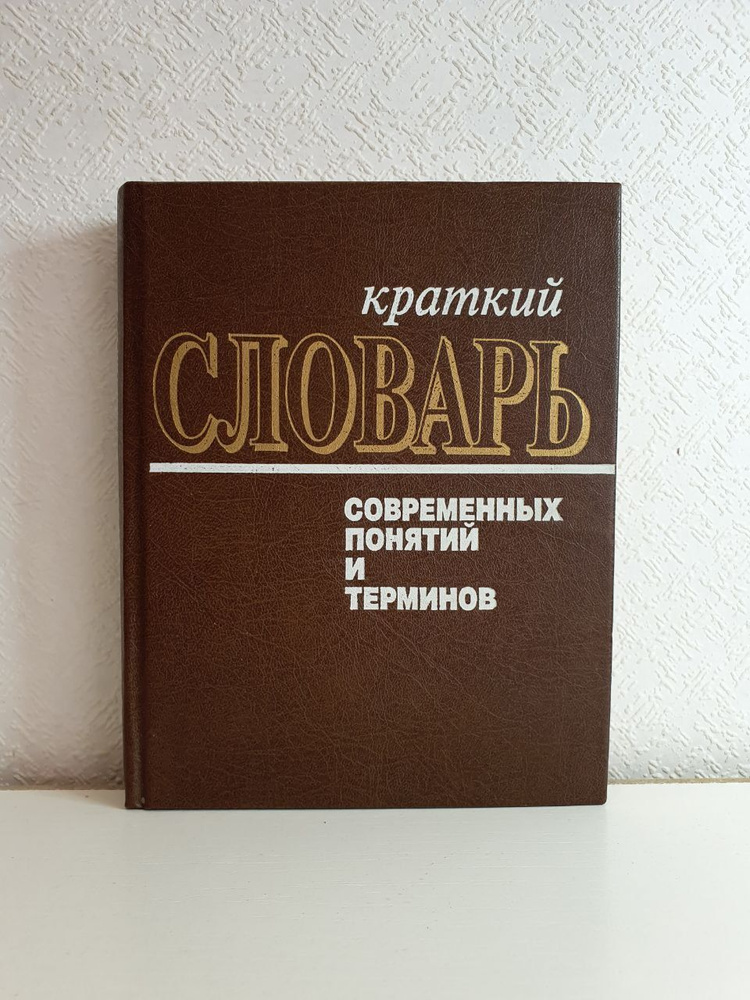 краткий
СЛОВАРЬ
СОВРЕМЕННЫХ
ПОНЯТИЙ
И
ТЕРМИНОВ